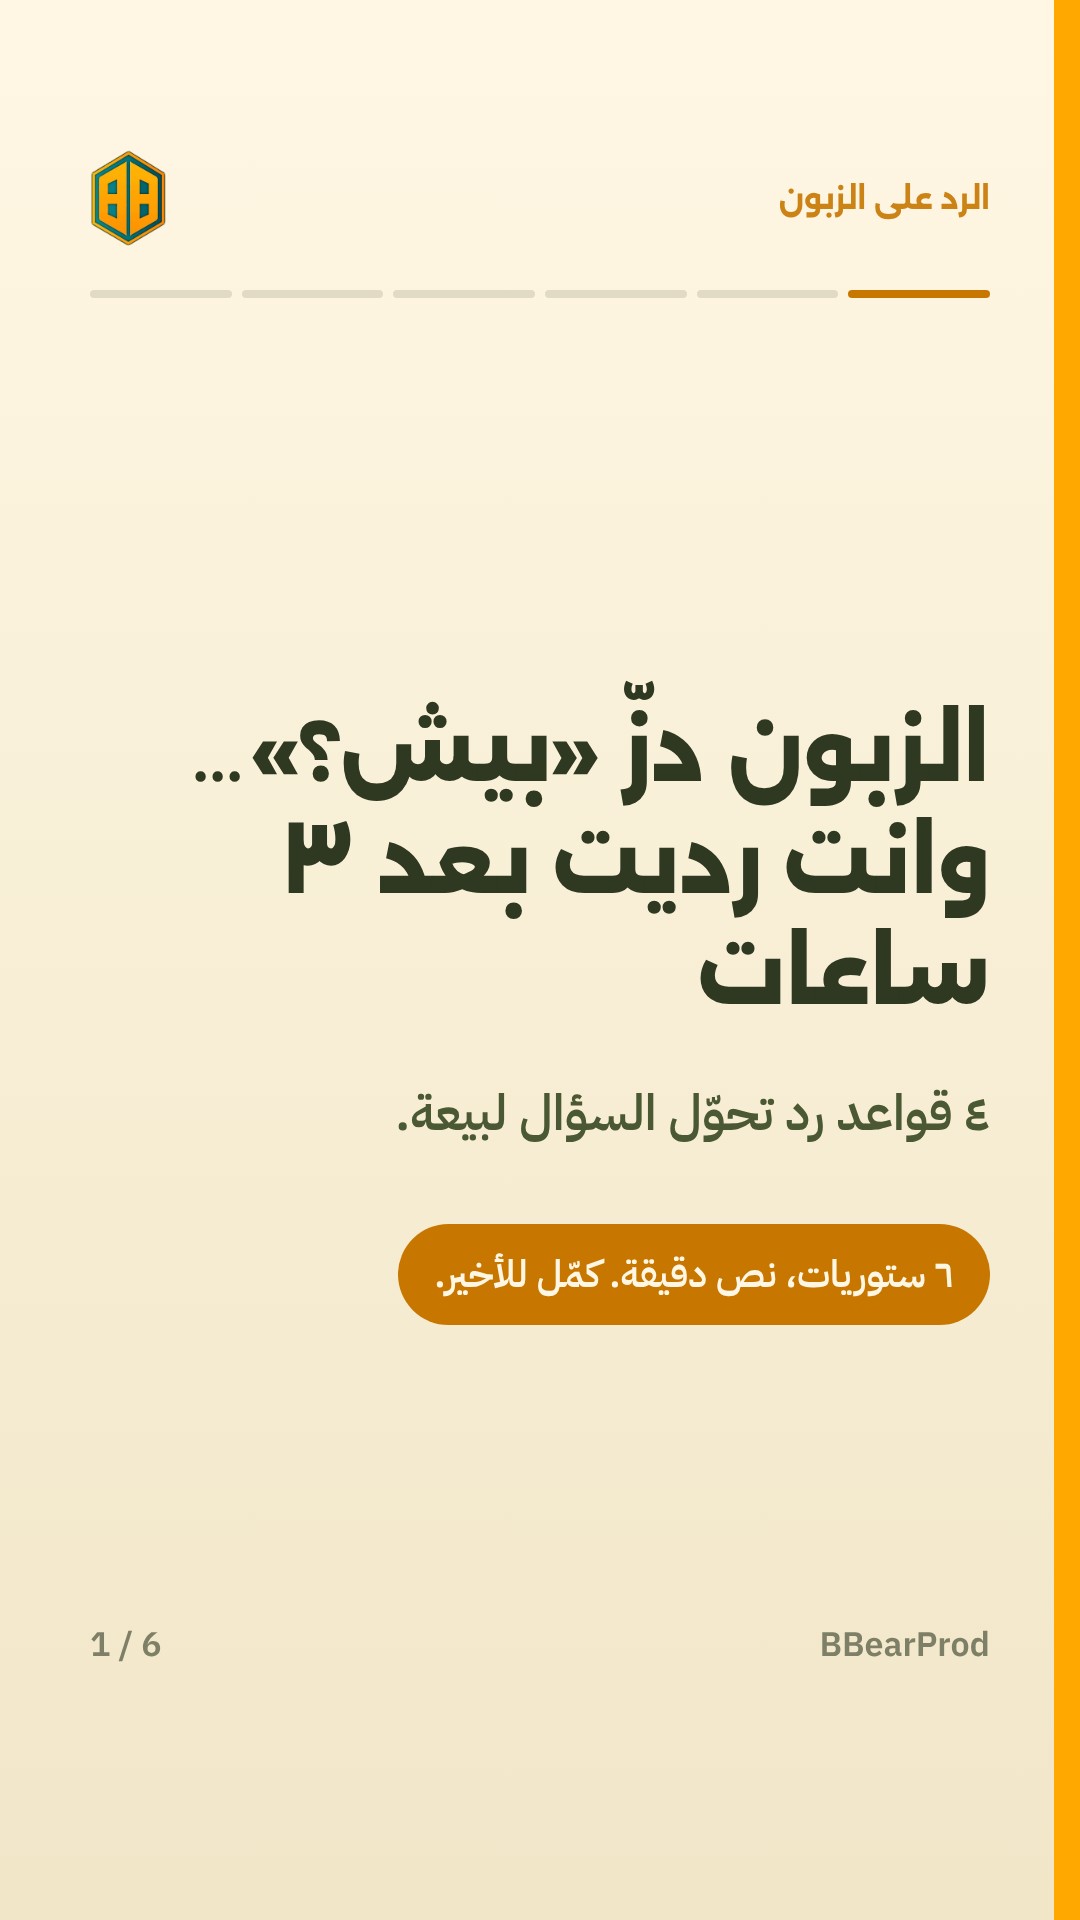 الرد على الزبون
الزبون دزّ «بيش؟»...
وانت رديت بعد ٣
ساعات
٤ قواعد رد تحوّل السؤال لبيعة.
٦ ستوريات، نص دقيقة. كمّل للأخير.
BBearProd
1 / 6